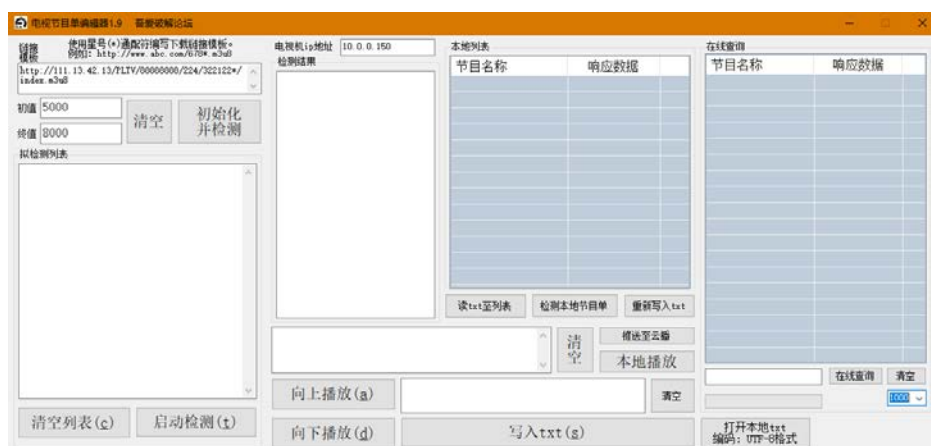 电视节目单编辑器1.9 吾爱破解论坛
链接模板
使用星号(*)通配符编写下载链接模板。
例如: http://www.abc.com/678*.m3u8
http://111.13.42.13/PLTV/88888888/224/322122*/
index.m3u8
初值 5000
终值 8000
清空
初始化
并检测
拟检测列表
清空列表(c)
启动检测(t)
电视机ip地址 10.0.0.150
检测结果
本地列表
节目名称 响应数据
读txt至列表
检测本地节目单
重新写入txt
清空
推送至云播
本地播放
向上播放(a)
清空
向下播放(d)
写入txt(s)
在线查询
节目名称 响应数据
在线查询
清空
1000
打开本地txt
编码: UTF-8格式